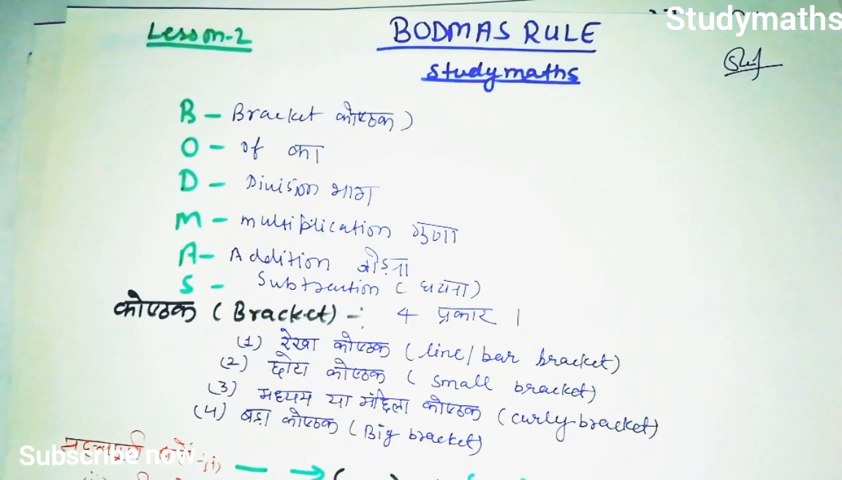 Studymaths
Lesson-2 BODMAS RULE
Studymaths
B - Bracket कोष्ठक)
O - of का
D - Division भाग
M - multiplication गुणा
A - Addition जोड़ना
S - Subtraction ( घटाना )
कोष्ठक ( Bracket) -: 4 प्रकार ।
(1) रेखा कोष्ठक ( line/bar bracket)
(2) छोटा कोष्ठक ( small bracket)
(3) मध्यम या मंझिला कोष्ठक ( curly bracket)
(4) बड़ा कोष्ठक ( Big bracket)
Subscribe now